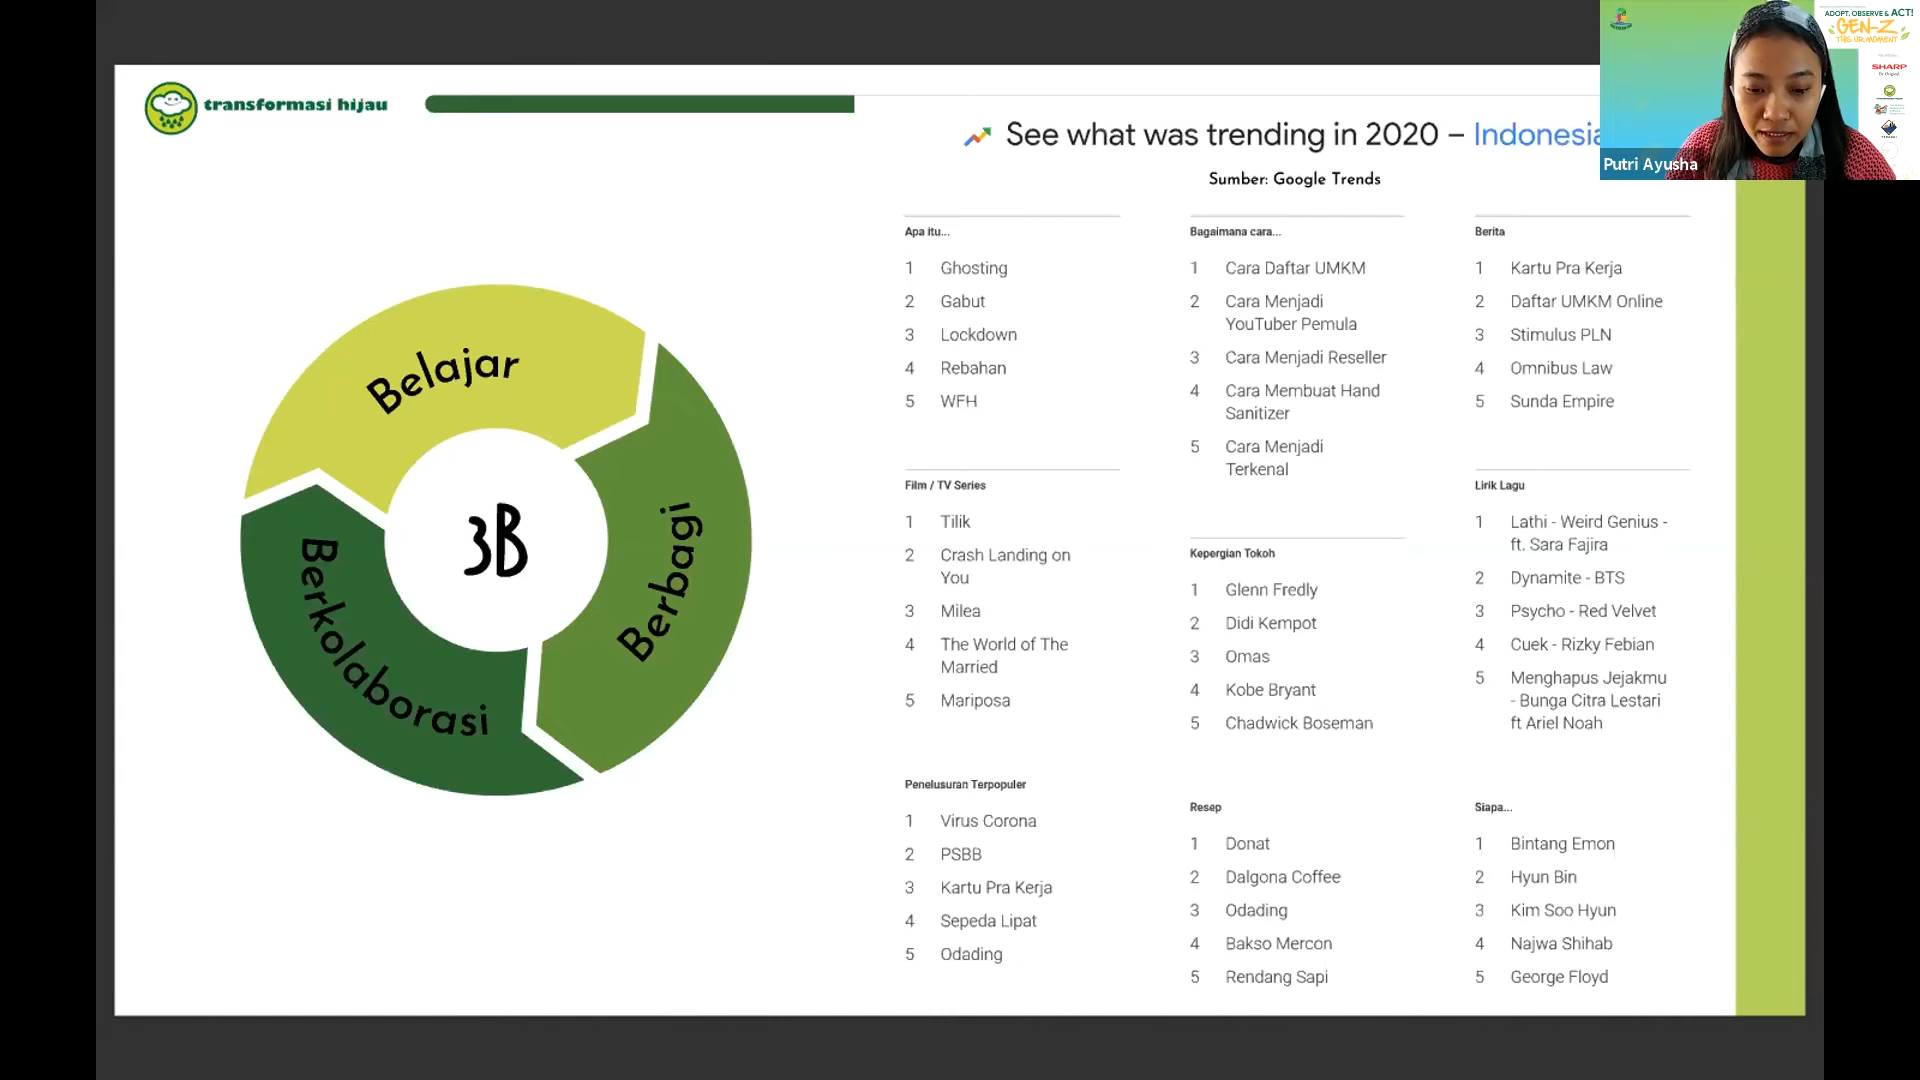 transformasi hijau
See what was trending in 2020 – Indonesia
Sumber: Google Trends
Belajar
Berbagi
Berkolaborasi
3B
Apa itu...
1 Ghosting
2 Gabut
3 Lockdown
4 Rebahan
5 WFH
Bagaimana cara...
1 Cara Daftar UMKM
2 Cara Menjadi
YouTuber Pemula
3 Cara Menjadi Reseller
4 Cara Membuat Hand
Sanitizer
5 Cara Menjadi
Terkenal
Berita
1 Kartu Pra Kerja
2 Daftar UMKM Online
3 Stimulus PLN
4 Omnibus Law
5 Sunda Empire
Film / TV Series
1 Tilik
2 Crash Landing on
You
3 Milea
4 The World of The
Married
5 Mariposa
Kepergian Tokoh
1 Glenn Fredly
2 Didi Kempot
3 Omas
4 Kobe Bryant
5 Chadwick Boseman
Lirik Lagu
1 Lathi - Weird Genius -
ft. Sara Fajira
2 Dynamite - BTS
3 Psycho - Red Velvet
4 Cuek - Rizky Febian
5 Menghapus Jejakmu
- Bunga Citra Lestari
ft Ariel Noah
Penelusuran Terpopuler
1 Virus Corona
2 PSBB
3 Kartu Pra Kerja
4 Sepeda Lipat
5 Odading
Resep
1 Donat
2 Dalgona Coffee
3 Odading
4 Bakso Mercon
5 Rendang Sapi
Siapa...
1 Bintang Emon
2 Hyun Bin
3 Kim Soo Hyun
4 Najwa Shihab
5 George Floyd
Putri Ayusha
ADOPT, OBSERVE & ACT!
GEN-Z
THIS UR MOMENT
SHARP
Be Original